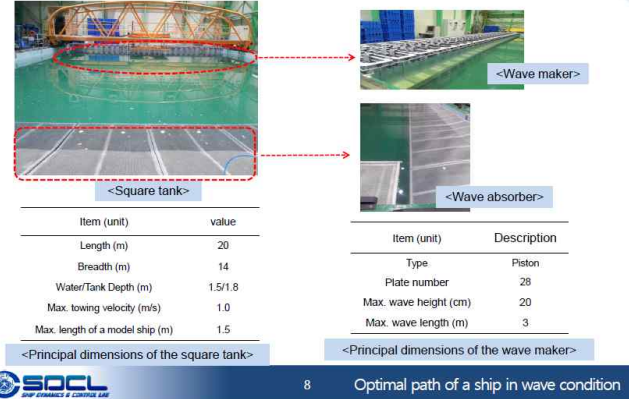 <Wave maker>
<Square tank>
<Wave absorber>
Item (unit) value
Length (m) 20
Breadth (m) 14
Water/Tank Depth (m) 1.5/1.8
Max. towing velocity (m/s) 1.0
Max. length of a model ship (m) 1.5
<Principal dimensions of the square tank>
Item (unit) Description
Type Piston
Plate number 28
Max. wave height (cm) 20
Max. wave length (m) 3
<Principal dimensions of the wave maker>
SDCL
SHIP DYNAMICS & CONTROL LAB
8
Optimal path of a ship in wave condition